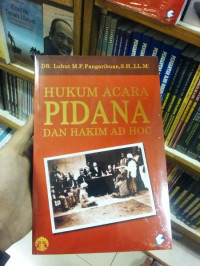 DR. Luhut M.P. Pangaribuan, S.H., LL.M.
HUKUM ACARA
PIDANA
DAN HAKIM AD HOC